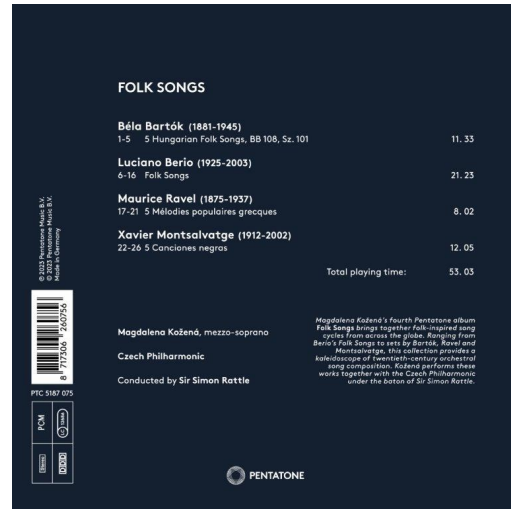 FOLK SONGS
Béla Bartók (1881-1945)
1-5 5 Hungarian Folk Songs, BB 108, Sz. 101 11. 33
Luciano Berio (1925-2003)
6-16 Folk Songs 21. 23
Maurice Ravel (1875-1937)
17-21 5 Mélodies populaires grecques 8. 02
Xavier Montsalvatge (1912-2002)
22-26 5 Canciones negras 12. 05
Total playing time: 53. 03
Magdalena Kožená, mezzo-soprano
Czech Philharmonic
Conducted by Sir Simon Rattle
Magdalena Kožená's fourth Pentatone album
Folk Songs brings together folk-inspired song
cycles from across the globe. Ranging from
Berio's Folk Songs to sets by Bartók, Ravel and
Montsalvatge, this collection provides a
kaleidoscope of twentieth-century orchestral
song composition. Kožená performs these
works together with the Czech Philharmonic
under the baton of Sir Simon Rattle.
℗ 2023 Pentatone Music B.V.
© 2023 Pentatone Music B.V.
Made in Germany
8 717306 260756
PTC 5187 075
PCM
Stereo
DDD
PENTATONE